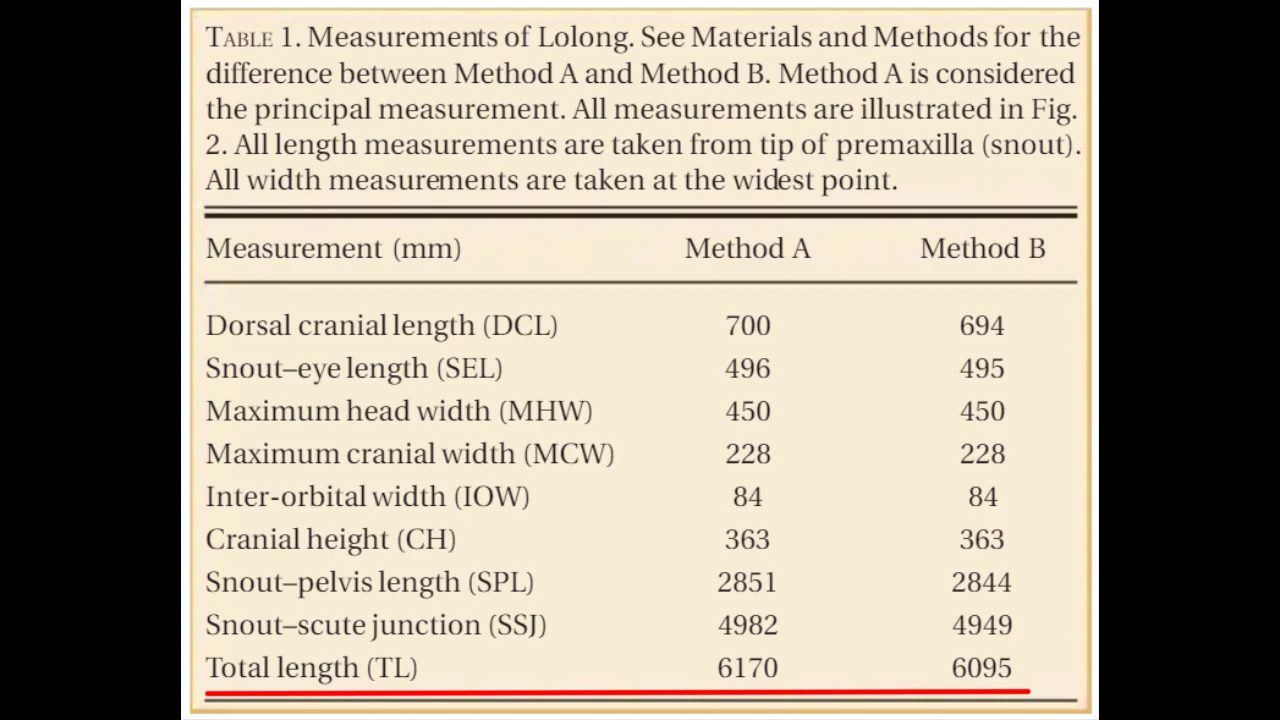 TABLE 1. Measurements of Lolong. See Materials and Methods for the
difference between Method A and Method B. Method A is considered
the principal measurement. All measurements are illustrated in Fig.
2. All length measurements are taken from tip of premaxilla (snout).
All width measurements are taken at the widest point.
Measurement (mm) Method A Method B
Dorsal cranial length (DCL) 700 694
Snout–eye length (SEL) 496 495
Maximum head width (MHW) 450 450
Maximum cranial width (MCW) 228 228
Inter-orbital width (IOW) 84 84
Cranial height (CH) 363 363
Snout–pelvis length (SPL) 2851 2844
Snout–scute junction (SSJ) 4982 4949
Total length (TL) 6170 6095